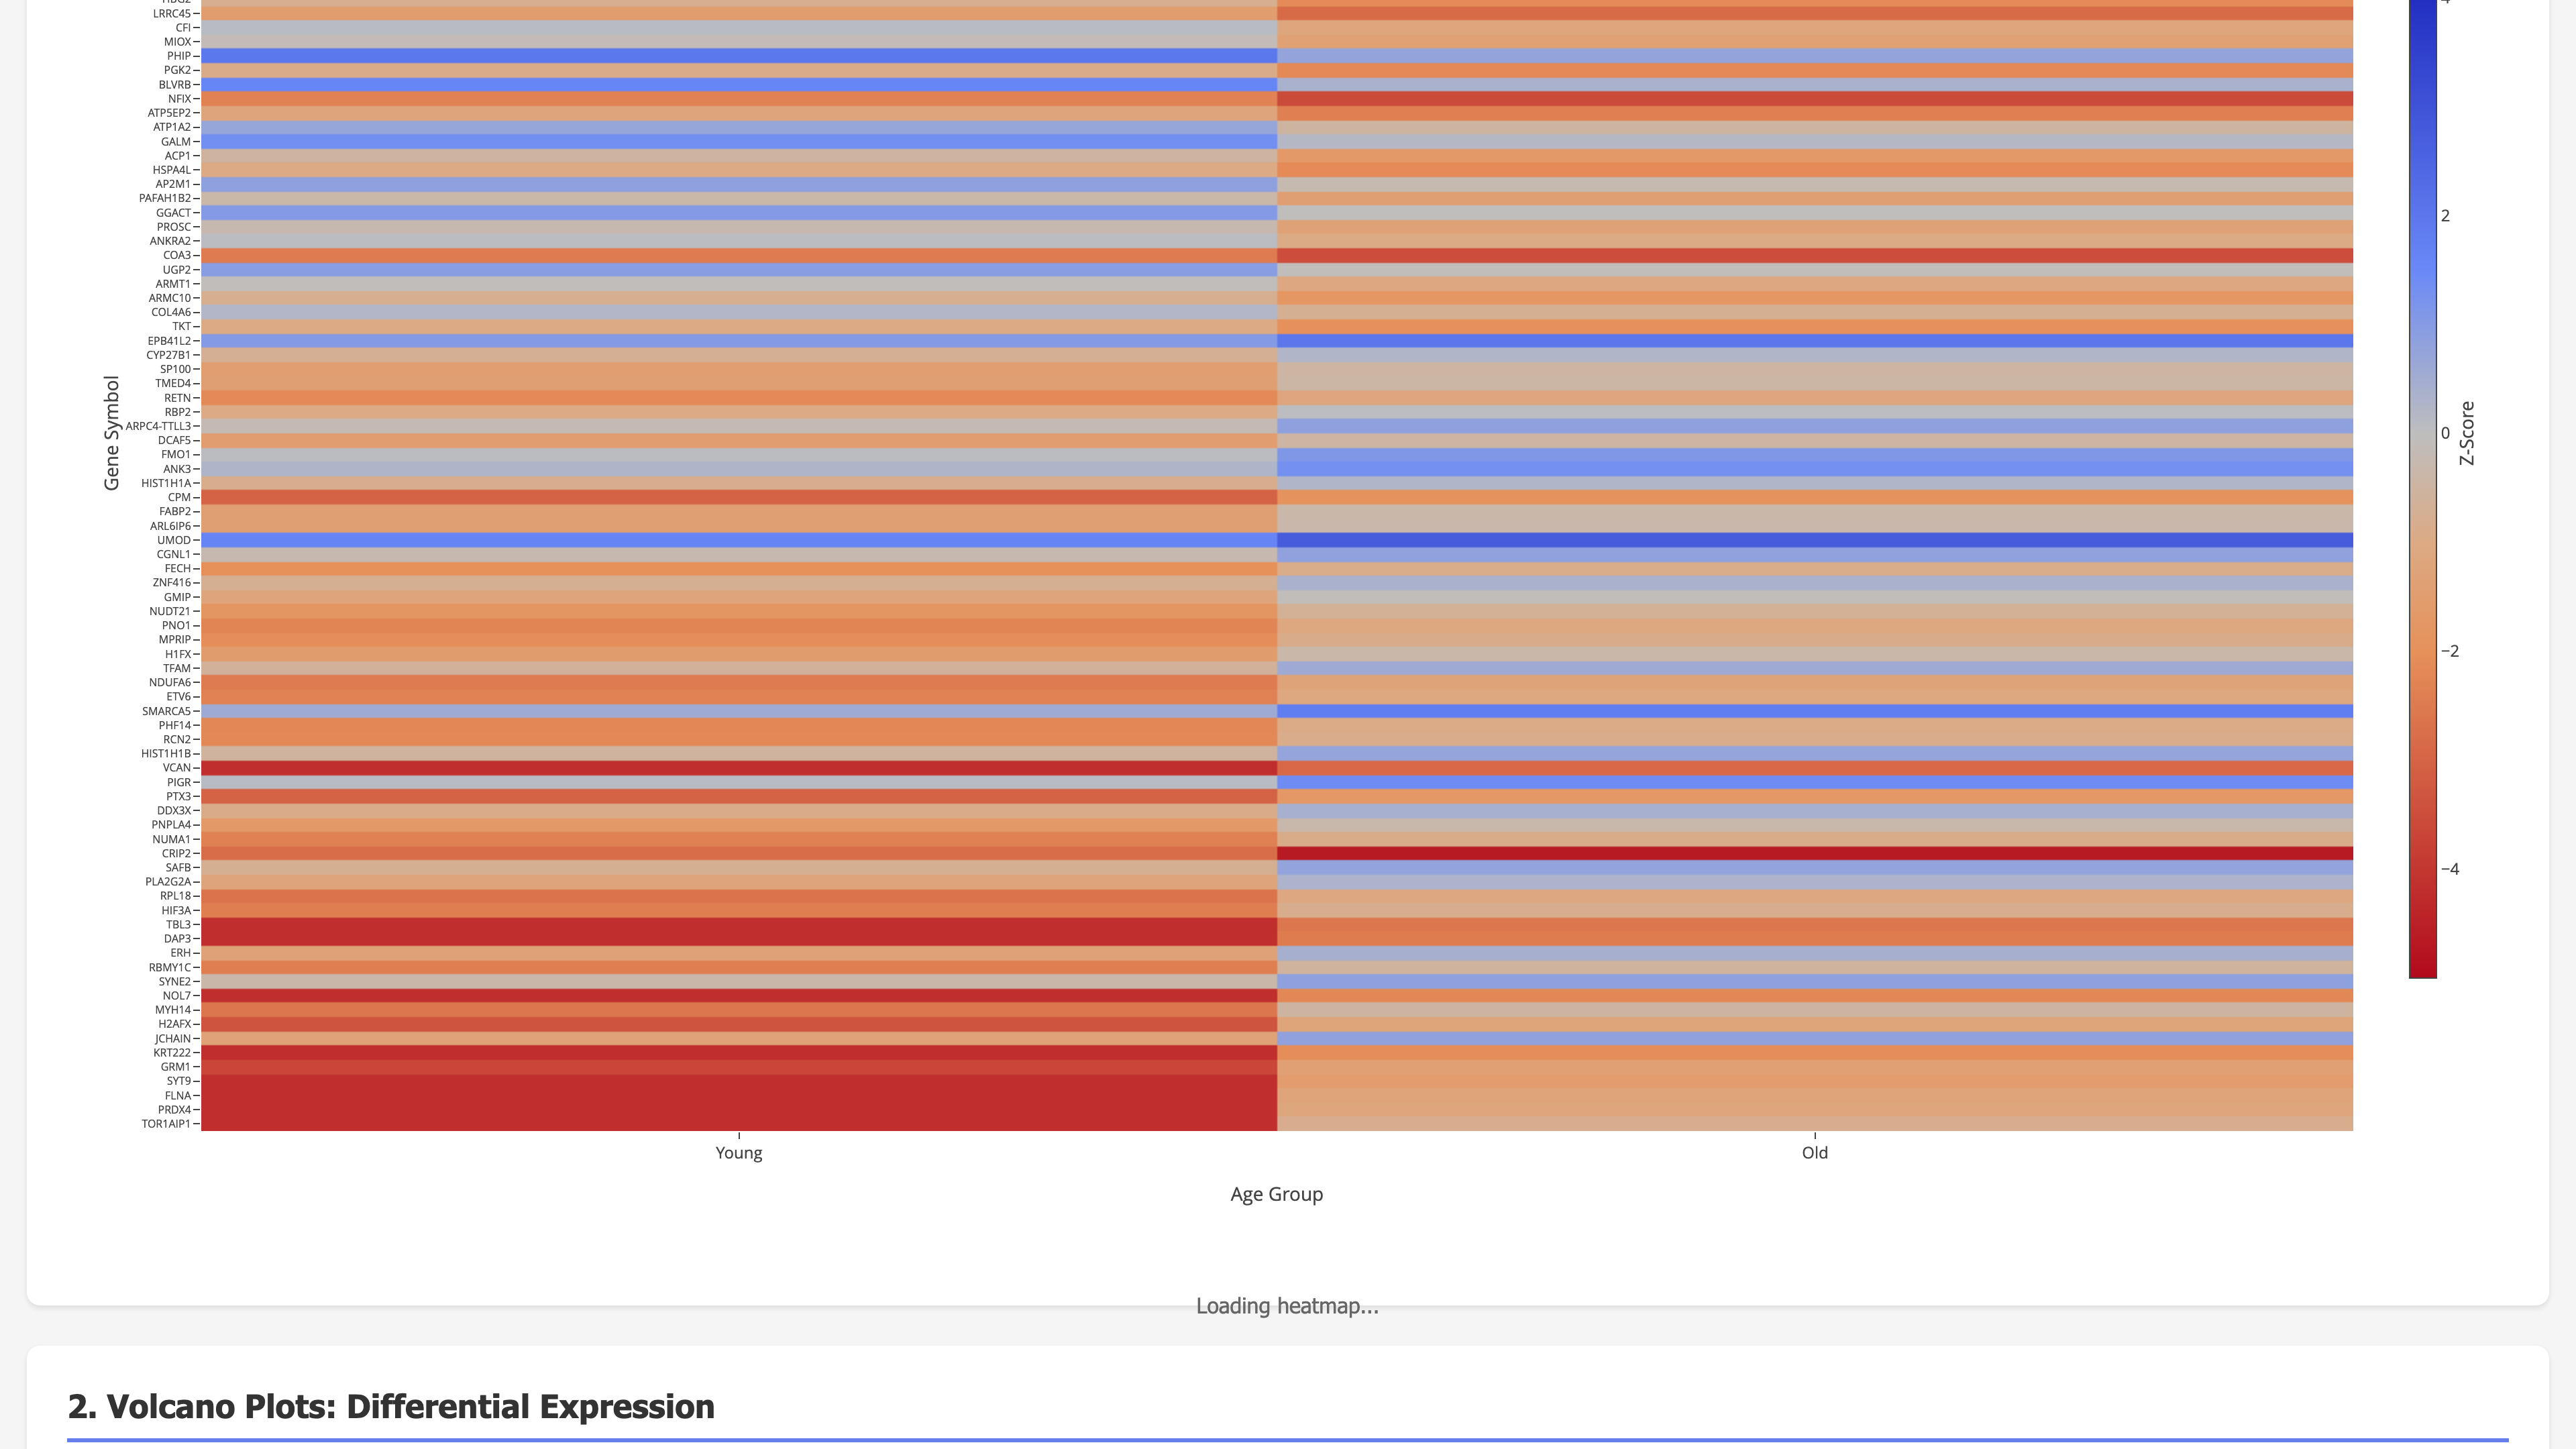 HBG2
LRRC45
CFI
MIOX
PHIP
PGK2
BLVRB
NFIX
ATP5EP2
ATP1A2
GALM
ACP1
HSPA4L
AP2M1
PAFAH1B2
GGACT
PROSC
ANKRA2
COA3
UGP2
ARMT1
ARMC10
COL4A6
TKT
EPB41L2
CYP27B1
SP100
TMED4
RETN
RBP2
ARPC4-TTLL3
DCAF5
FMO1
ANK3
HIST1H1A
CPM
FABP2
ARL6IP6
UMOD
CGNL1
FECH
ZNF416
GMIP
NUDT21
PNO1
MPRIP
H1FX
TFAM
NDUFA6
ETV6
SMARCA5
PHF14
RCN2
HIST1H1B
VCAN
PIGR
PTX3
DDX3X
PNPLA4
NUMA1
CRIP2
SAFB
PLA2G2A
RPL18
HIF3A
TBL3
DAP3
ERH
RBMY1C
SYNE2
NOL7
MYH14
H2AFX
JCHAIN
KRT222
GRM1
SYT9
FLNA
PRDX4
TOR1AIP1
Gene Symbol
Young
Old
Age Group
4
2
0
−2
−4
Z-Score
Loading heatmap...
2. Volcano Plots: Differential Expression